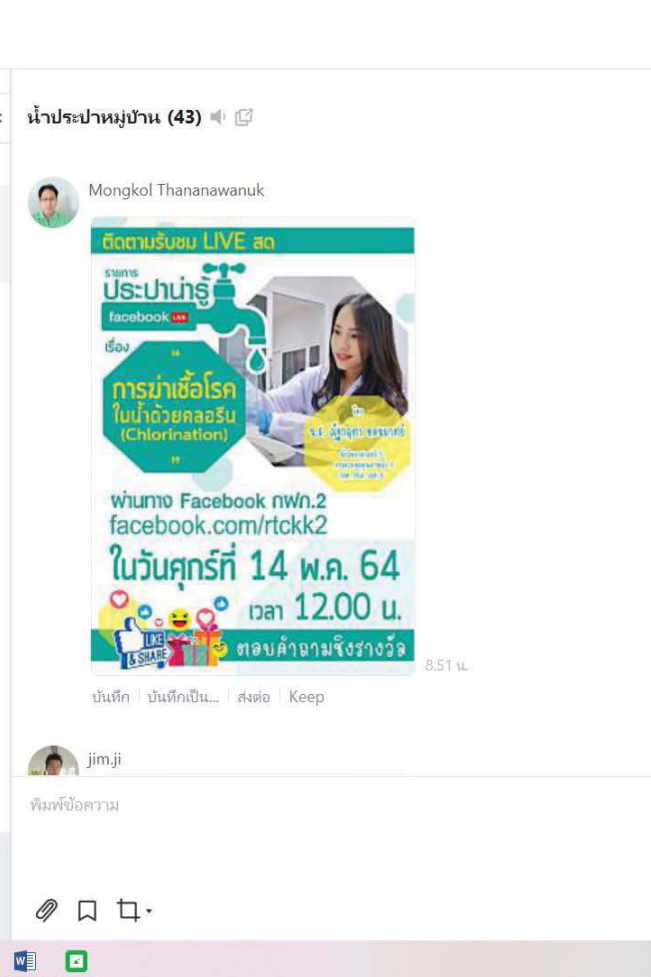 น้ำประปาหมู่บ้าน (43)
Mongkol Thananawanuk
ติดตามรับชม LIVE สด
รายการ
ประปาน่ารู้
facebook LIVE
เรื่อง
“
การฆ่าเชื้อโรค
ในน้ำด้วยคลอรีน
(Chlorination)
”
โดย
น.ส.
ผ่านทาง Facebook กฟก.2
facebook.com/rtckk2
ในวันศุกร์ที่ 14 พ.ค. 64
เวลา 12.00 น.
LIKE
& SHARE
ตอบคำถามชิงรางวัล
8.51 น.
บันทึก บันทึกเป็น... ส่งต่อ Keep
jim.ji
พิมพ์ข้อความ